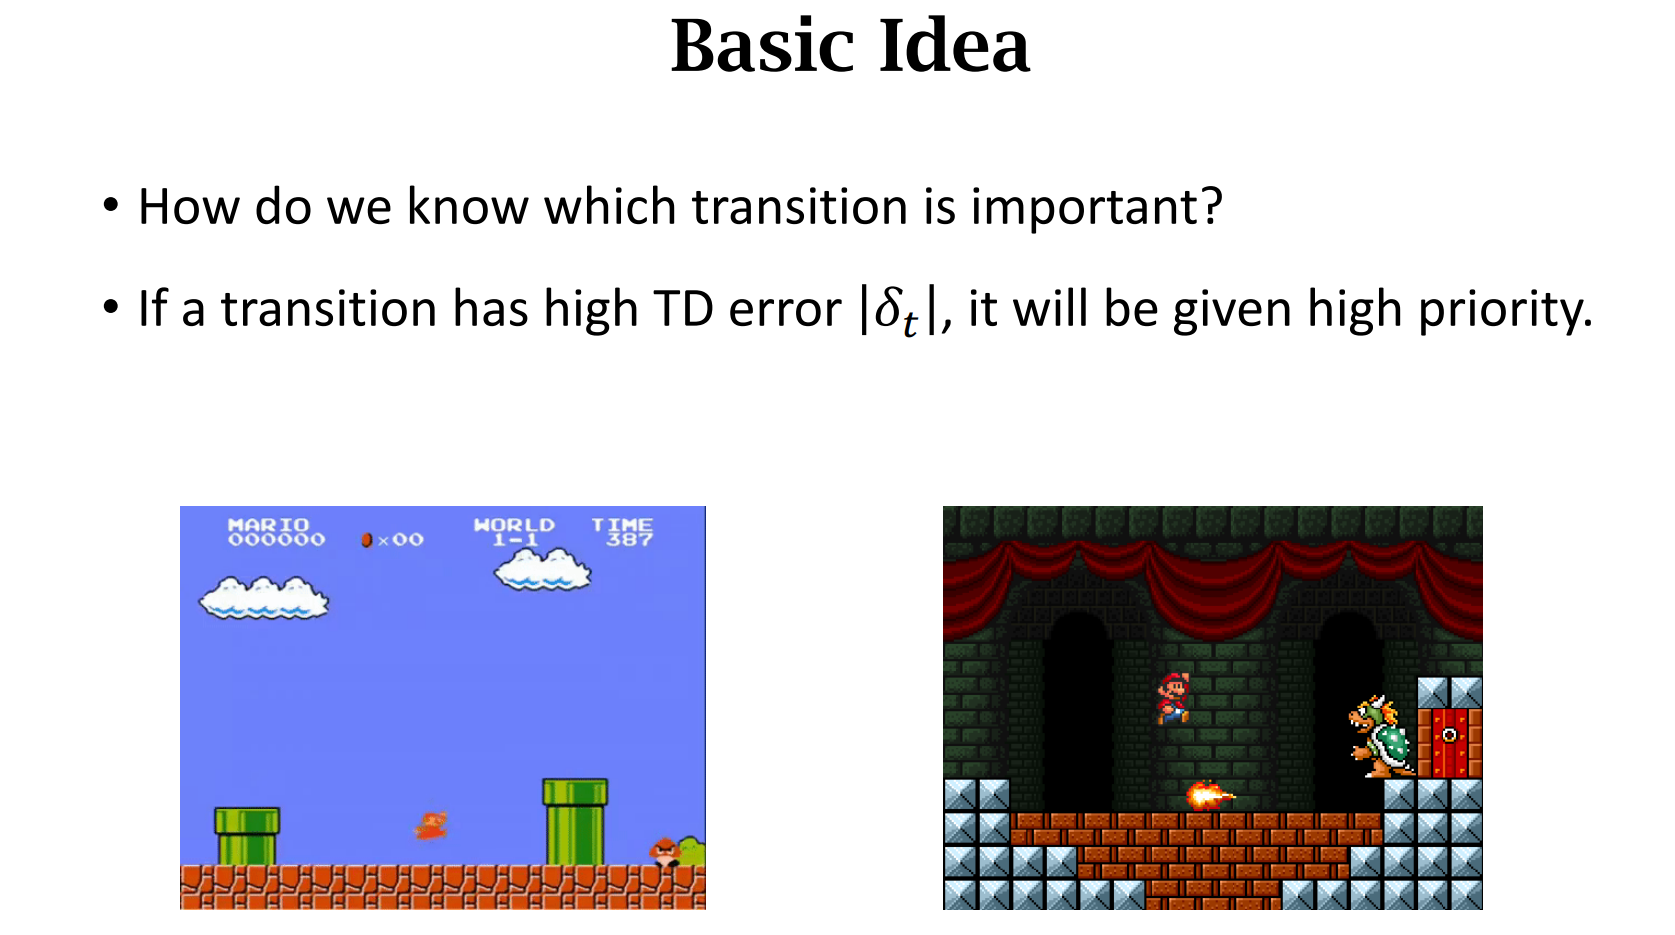 Basic Idea
• How do we know which transition is important?
• If a transition has high TD error |δₜ|, it will be given high priority.
MARIO WORLD TIME
000000 ×00 1-1 387